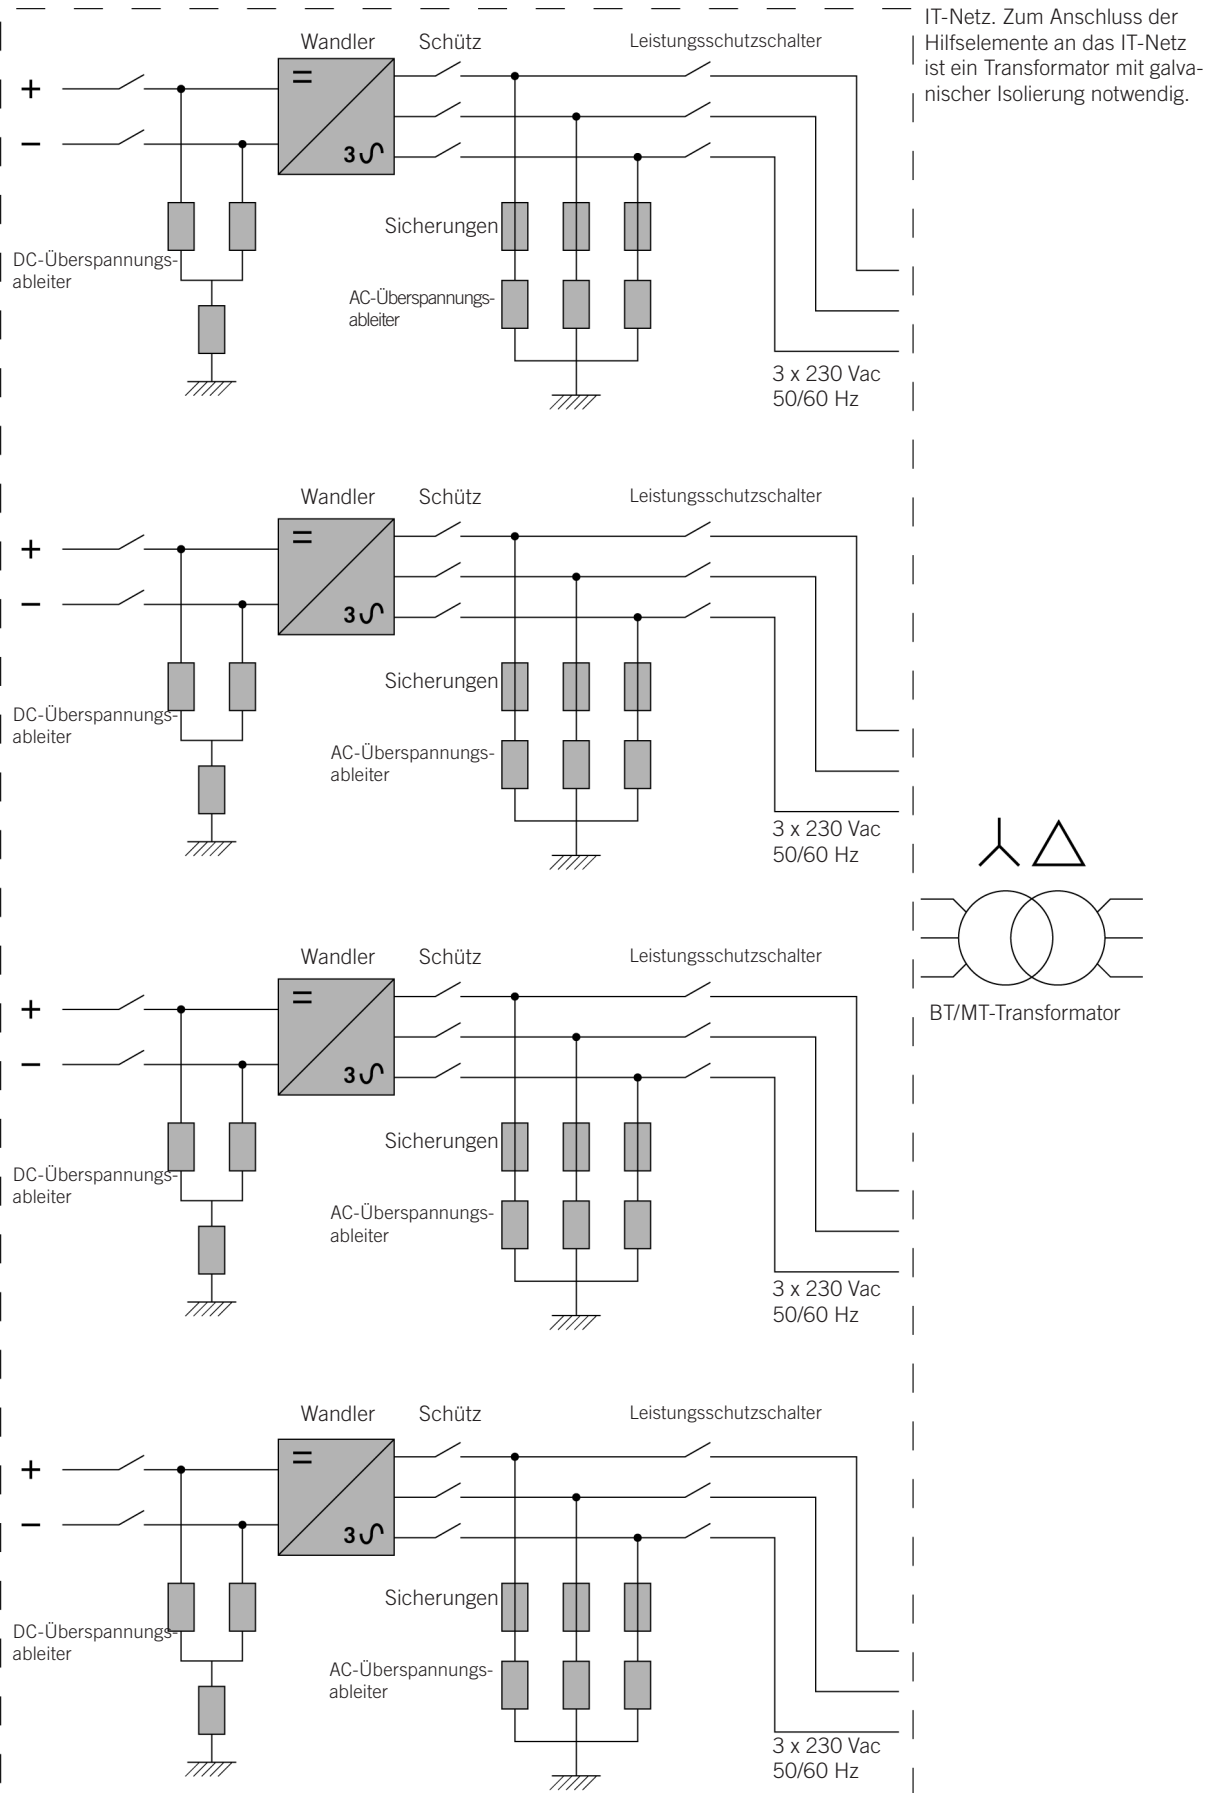 IT-Netz. Zum Anschluss der
Hilfselemente an das IT-Netz
ist ein Transformator mit galva-
nischer Isolierung notwendig.
Wandler Schütz Leistungsschutzschalter
+
=
−
3
Sicherungen
DC-Überspannungs-
ableiter
AC-Überspannungs-
ableiter
3 x 230 Vac
50/60 Hz
Wandler Schütz Leistungsschutzschalter
+
=
−
3
Sicherungen
DC-Überspannungs-
ableiter
AC-Überspannungs-
ableiter
3 x 230 Vac
50/60 Hz
Wandler Schütz Leistungsschutzschalter
+
=
−
3
BT/MT-Transformator
Sicherungen
DC-Überspannungs-
ableiter
AC-Überspannungs-
ableiter
3 x 230 Vac
50/60 Hz
Wandler Schütz Leistungsschutzschalter
+
=
−
3
Sicherungen
DC-Überspannungs-
ableiter
AC-Überspannungs-
ableiter
3 x 230 Vac
50/60 Hz